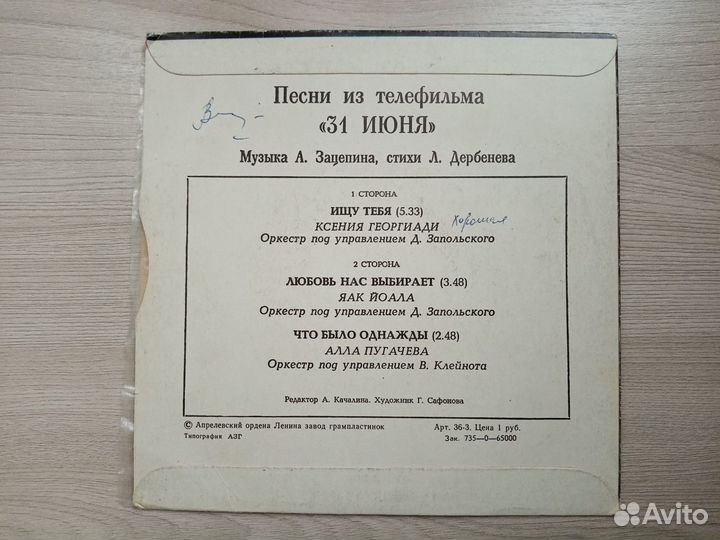 Песни из телефильма
«31 ИЮНЯ»
Музыка А. Зацепина, стихи Л. Дербенева
1 СТОРОНА
ИЩУ ТЕБЯ (5.33)
КСЕНИЯ ГЕОРГИАДИ Хорошая
Оркестр под управлением Д. Запольского
2 СТОРОНА
ЛЮБОВЬ НАС ВЫБИРАЕТ (3.48)
ЯАК ЙОАЛА
Оркестр под управлением Д. Запольского
ЧТО БЫЛО ОДНАЖДЫ (2.48)
АЛЛА ПУГАЧЕВА
Оркестр под управлением В. Клейнота
Редактор А. Качалина. Художник Г. Сафонова
© Апрелевский ордена Ленина завод грампластинок Арт. 36-3. Цена 1 руб.
Типография АЗГ Зак. 735—0—65000
Avito